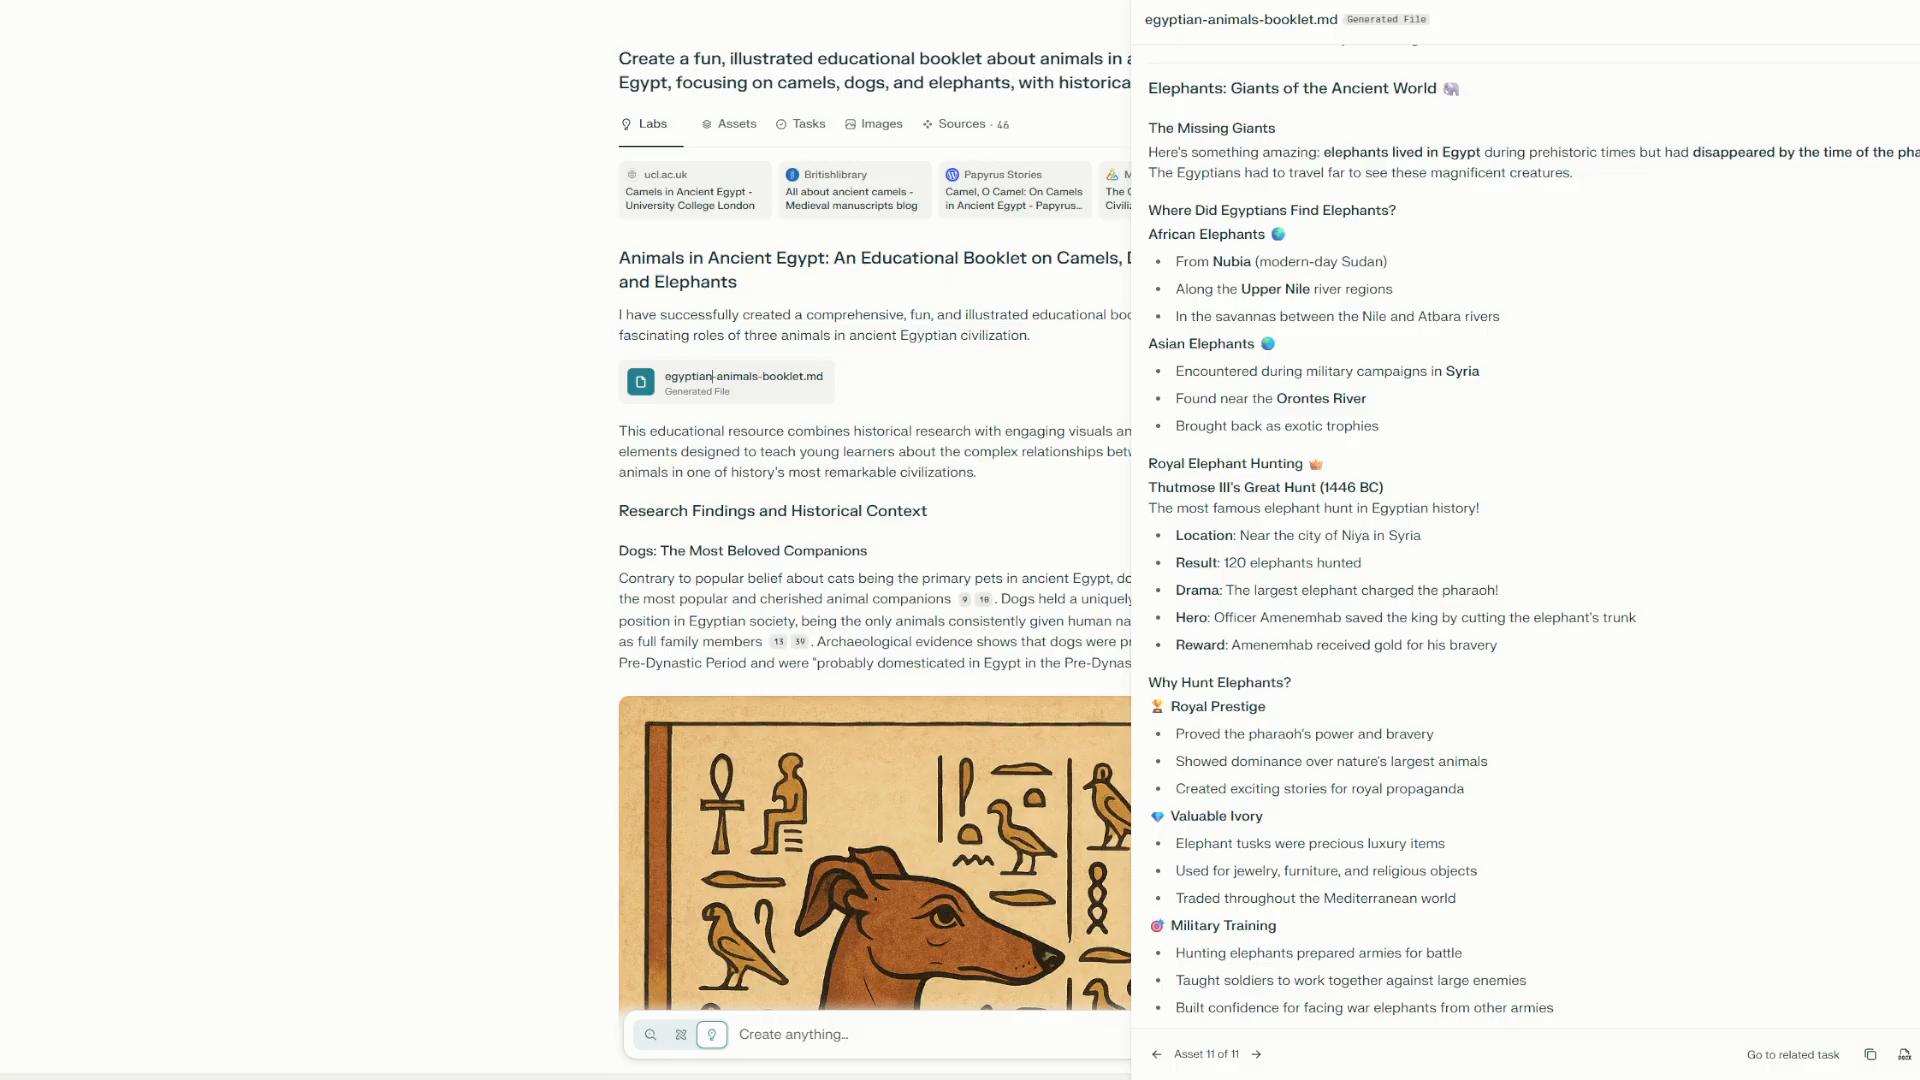 Create a fun, illustrated educational booklet about animals in
Egypt, focusing on camels, dogs, and elephants, with historica
Labs
Assets
Tasks
Images
Sources · 46
ucl.ac.uk
Camels in Ancient Egypt -
University College London
Britishlibrary
All about ancient camels -
Medieval manuscripts blog
Papyrus Stories
Camel, O Camel: On Camels
in Ancient Egypt - Papyrus...
Animals in Ancient Egypt: An Educational Booklet on Camels,
and Elephants
I have successfully created a comprehensive, fun, and illustrated educational boo
fascinating roles of three animals in ancient Egyptian civilization.
egyptian-animals-booklet.md
Generated File
This educational resource combines historical research with engaging visuals an
elements designed to teach young learners about the complex relationships betw
animals in one of history's most remarkable civilizations.
Research Findings and Historical Context
Dogs: The Most Beloved Companions
Contrary to popular belief about cats being the primary pets in ancient Egypt, do
the most popular and cherished animal companions 9 10 . Dogs held a uniquely
position in Egyptian society, being the only animals consistently given human na
as full family members 13 39 . Archaeological evidence shows that dogs were pr
Pre-Dynastic Period and were "probably domesticated in Egypt in the Pre-Dynas
Create anything...
egyptian-animals-booklet.md Generated File
Elephants: Giants of the Ancient World 🐘
The Missing Giants
Here's something amazing: elephants lived in Egypt during prehistoric times but had disappeared by the time of the pha
The Egyptians had to travel far to see these magnificent creatures.
Where Did Egyptians Find Elephants?
African Elephants 🌍
• From Nubia (modern-day Sudan)
• Along the Upper Nile river regions
• In the savannas between the Nile and Atbara rivers
Asian Elephants 🌏
• Encountered during military campaigns in Syria
• Found near the Orontes River
• Brought back as exotic trophies
Royal Elephant Hunting 👑
Thutmose III's Great Hunt (1446 BC)
The most famous elephant hunt in Egyptian history!
• Location: Near the city of Niya in Syria
• Result: 120 elephants hunted
• Drama: The largest elephant charged the pharaoh!
• Hero: Officer Amenemhab saved the king by cutting the elephant's trunk
• Reward: Amenemhab received gold for his bravery
Why Hunt Elephants?
🏆 Royal Prestige
• Proved the pharaoh's power and bravery
• Showed dominance over nature's largest animals
• Created exciting stories for royal propaganda
💎 Valuable Ivory
• Elephant tusks were precious luxury items
• Used for jewelry, furniture, and religious objects
• Traded throughout the Mediterranean world
🎯 Military Training
• Hunting elephants prepared armies for battle
• Taught soldiers to work together against large enemies
• Built confidence for facing war elephants from other armies
Asset 11 of 11
Go to related task